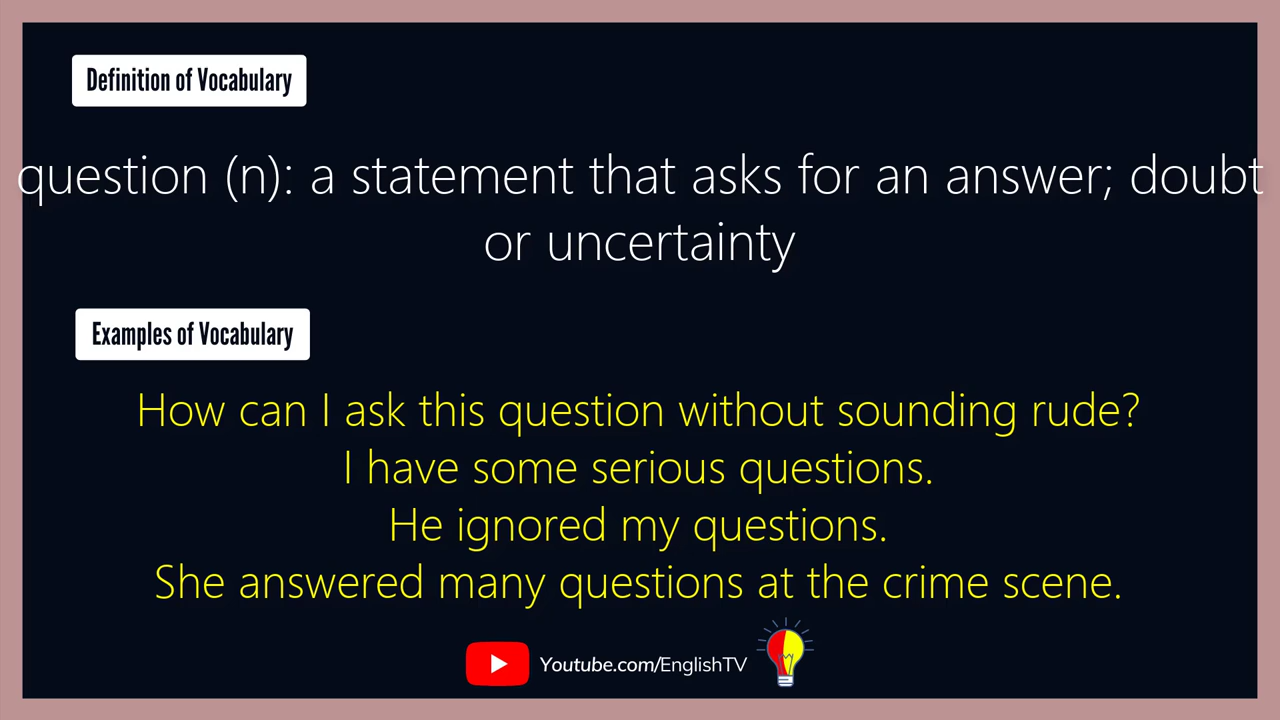 Definition of Vocabulary
question (n): a statement that asks for an answer; doubt
or uncertainty
Examples of Vocabulary
How can I ask this question without sounding rude?
I have some serious questions.
He ignored my questions.
She answered many questions at the crime scene.
Youtube.com/EnglishTV